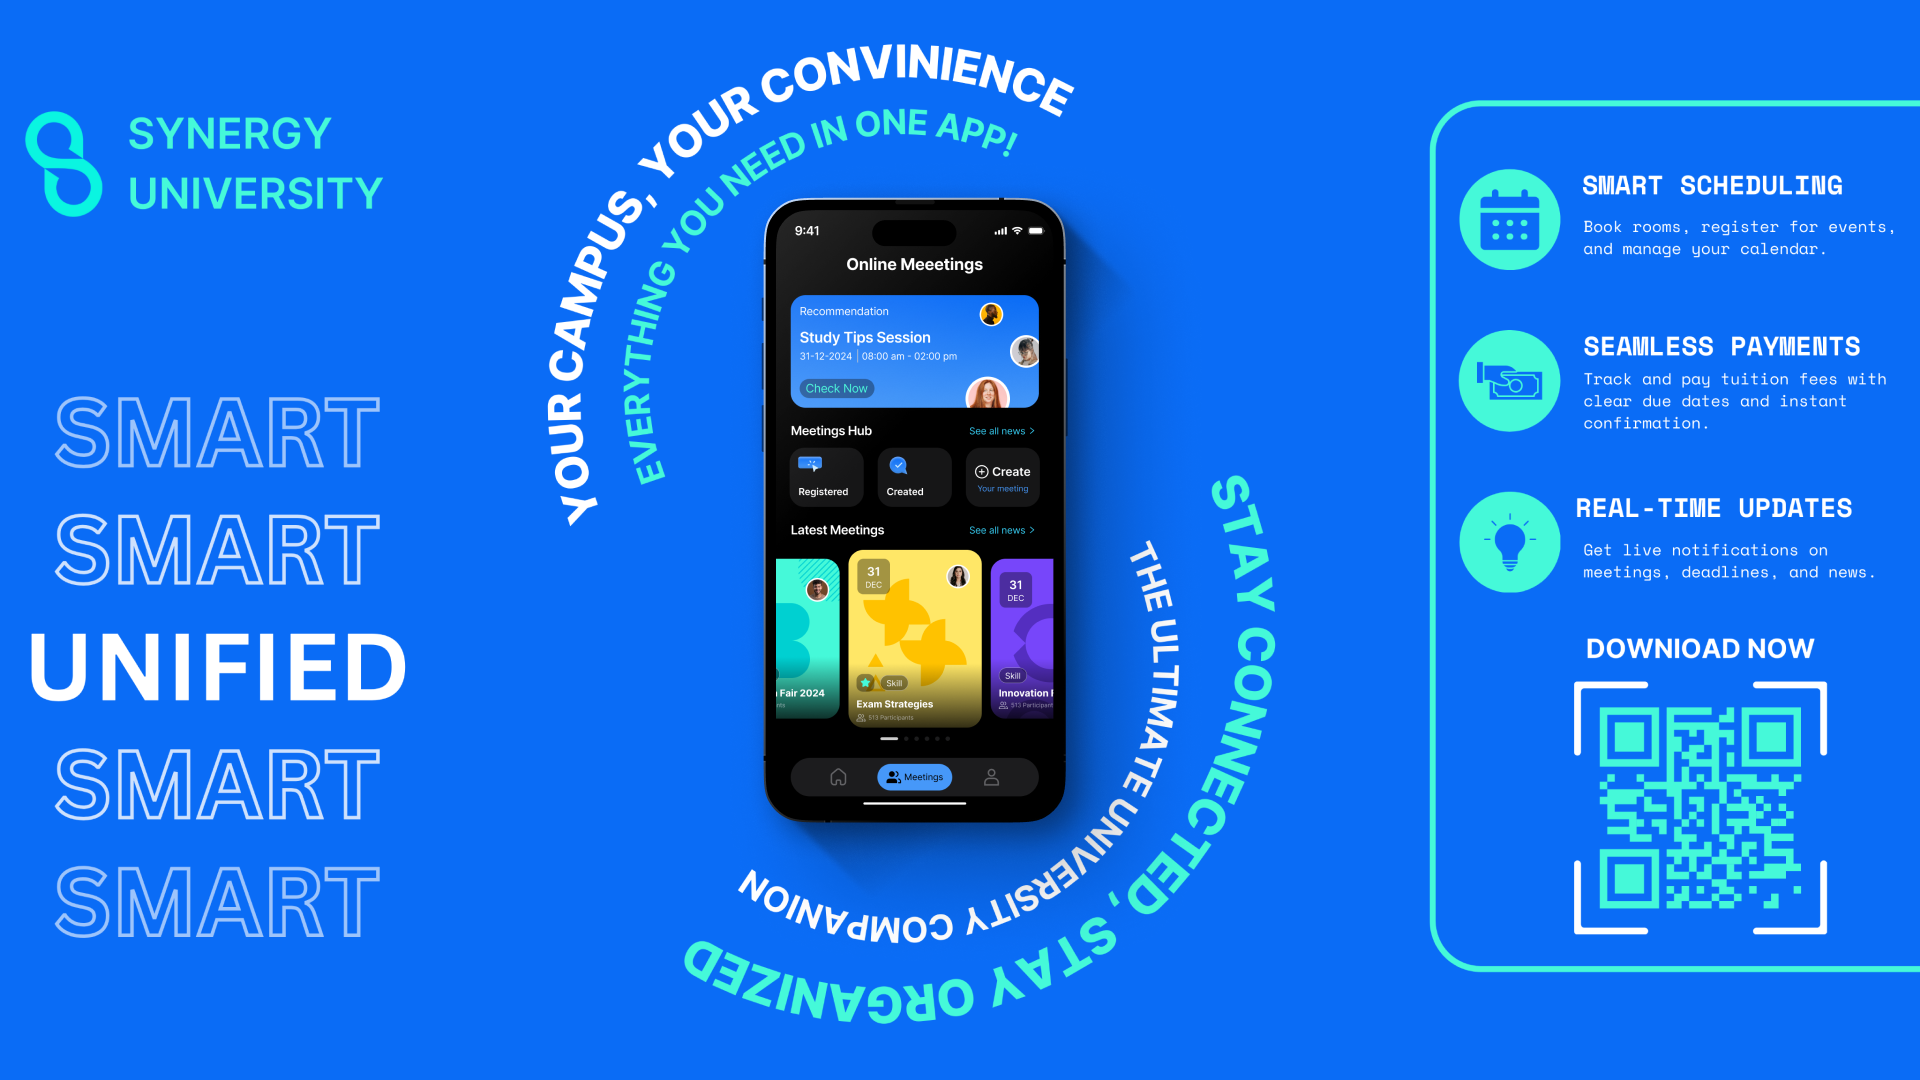 SYNERGY
UNIVERSITY
SMART
SMART
UNIFIED
SMART
SMART
YOUR CAMPUS, YOUR CONVINIENCE
EVERYTHING YOU NEED IN ONE APP!
9:41
Online Meeetings
Recommendation
Study Tips Session
31-12-2024 | 08:00 am - 02:00 pm
Check Now
Meetings Hub
See all news >
Registered
Created
Create
Your meeting
Latest Meetings
See all news >
Fair 2024
nts
31
DEC
Skill
Exam Strategies
513 Participants
31
DEC
Skill
Innovation F
513 Participant
Meetings
THE ULTIMATE UNIVERSITY COMPANION
STAY CONNECTED, STAY ORGANIZED
SMART SCHEDULING
Book rooms, register for events,
and manage your calendar.
SEAMLESS PAYMENTS
Track and pay tuition fees with
clear due dates and instant
confirmation.
REAL-TIME UPDATES
Get live notifications on
meetings, deadlines, and news.
DOWNlOAD NOW